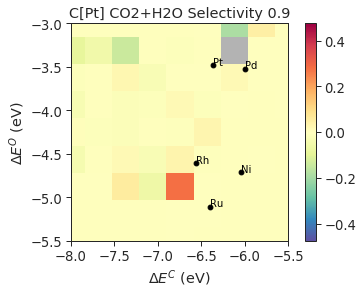 C[Pt] CO2+H2O Selectivity 0.9
−3.0
−3.5
−4.0
−4.5
−5.0
−5.5
ΔE^O (eV)
Pt
Pd
Rh
Ni
Ru
−8.0 −7.5 −7.0 −6.5 −6.0 −5.5
ΔE^C (eV)
0.4
0.2
0.0
−0.2
−0.4